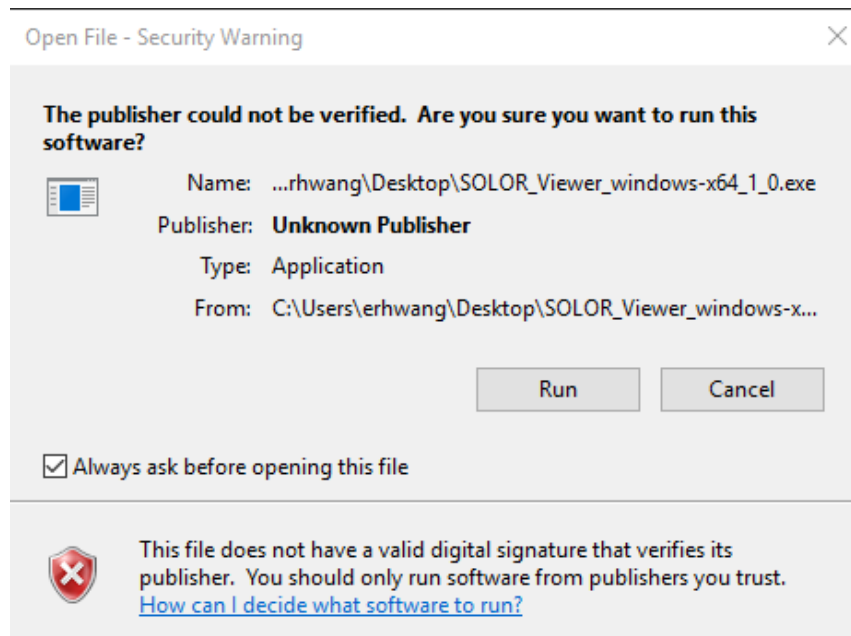 Open File - Security Warning
The publisher could not be verified.  Are you sure you want to run this
software?
Name: ...rhwang\Desktop\SOLOR_Viewer_windows-x64_1_0.exe
Publisher: Unknown Publisher
Type: Application
From: C:\Users\erhwang\Desktop\SOLOR_Viewer_windows-x...
Run Cancel
Always ask before opening this file
This file does not have a valid digital signature that verifies its
publisher.  You should only run software from publishers you trust.
How can I decide what software to run?